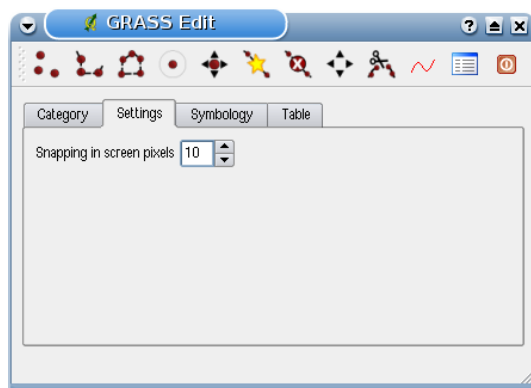 GRASS Edit
Category Settings Symbology Table
Snapping in screen pixels 10